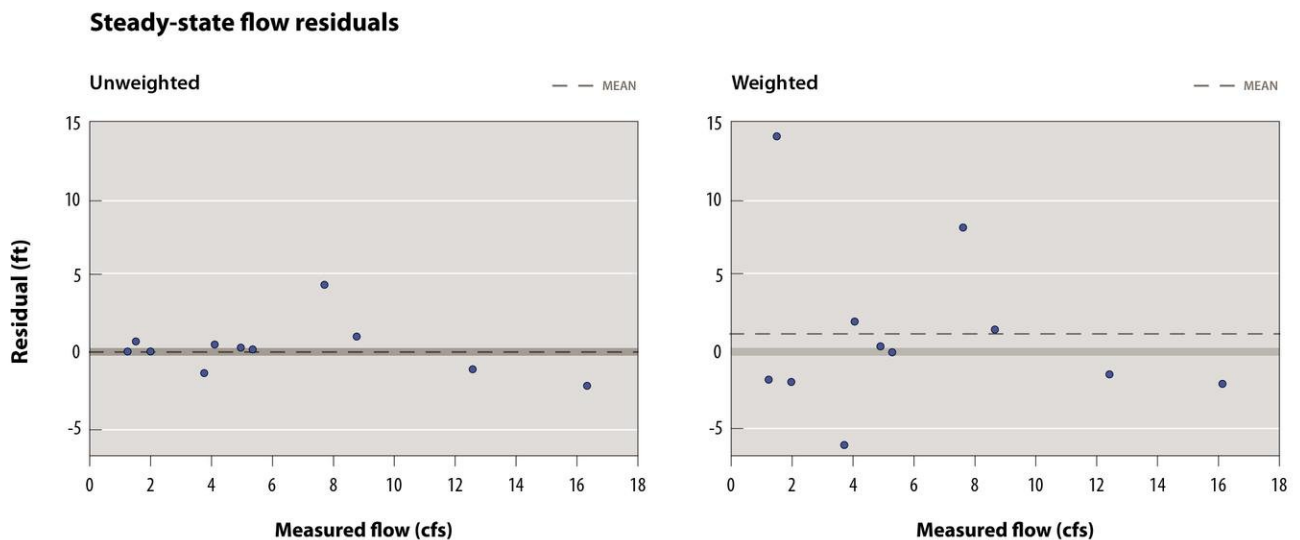 Steady-state flow residuals
Unweighted
MEAN
15
10
5
0
-5
0 2 4 6 8 10 12 14 16 18
Residual (ft)
Measured flow (cfs)
Weighted
MEAN
15
10
5
0
-5
0 2 4 6 8 10 12 14 16 18
Measured flow (cfs)